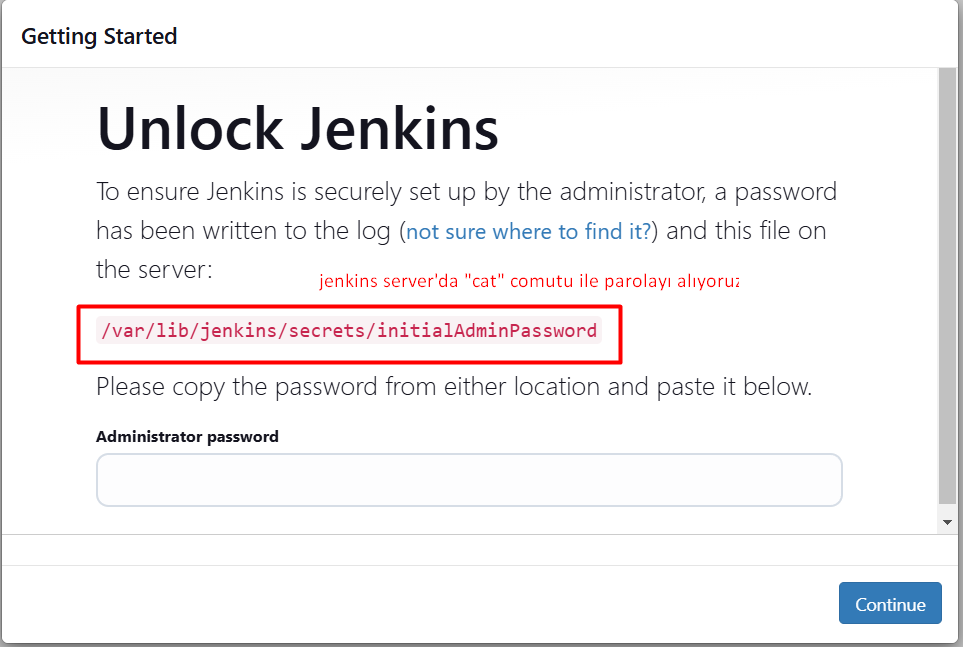 Getting Started
Unlock Jenkins
To ensure Jenkins is securely set up by the administrator, a password
has been written to the log (not sure where to find it?) and this file on
the server:
jenkins server'da "cat" comutu ile parolayı alıyoruz
/var/lib/jenkins/secrets/initialAdminPassword
Please copy the password from either location and paste it below.
Administrator password
Continue